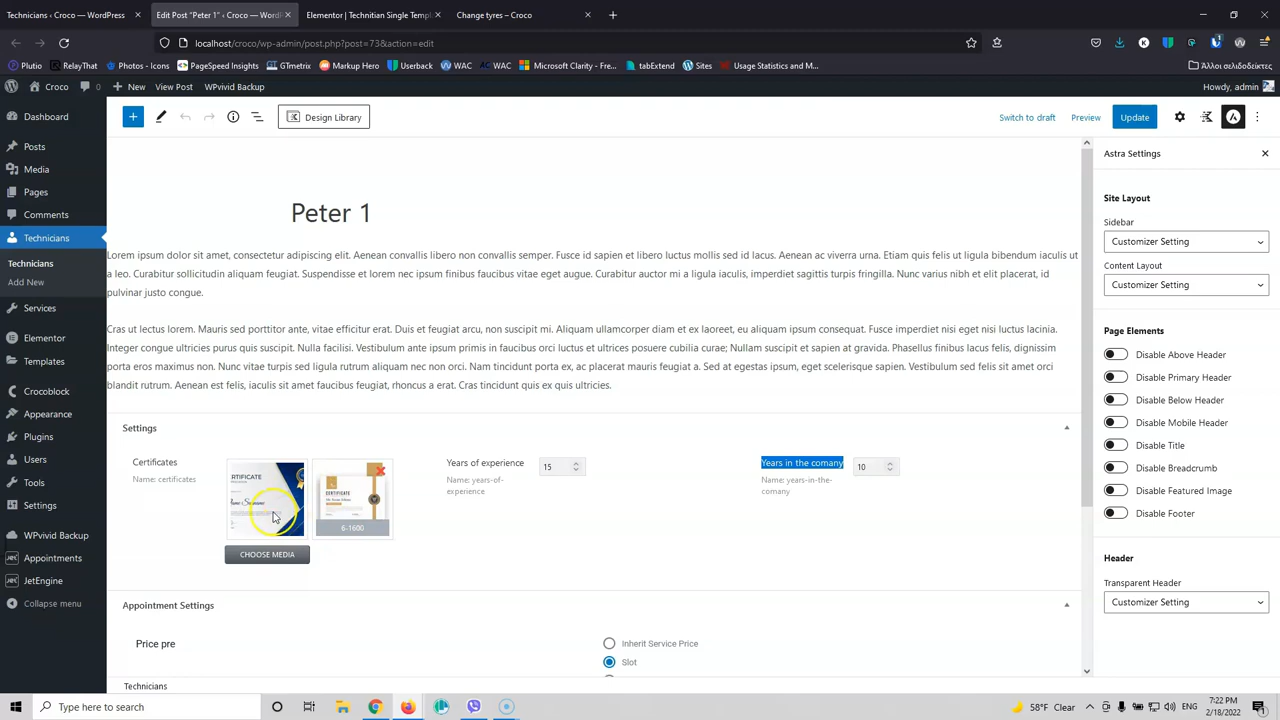 Technicians ‹ Croco — WordPress
Edit Post "Peter 1" ‹ Croco — WordPr
Elementor | Technitian Single Templ
Change tyres – Croco
localhost/croco/wp-admin/post.php?post=73&action=edit
Plutio
RelayThat
Photos - Icons
PageSpeed Insights
GTmetrix
Markup Hero
Userback
WAC
WAC
Microsoft Clarity - Fre...
tabExtend
Sites
Usage Statistics and M...
Άλλοι σελιδοδείκτες
Croco
New
View Post
WPvivid Backup
Howdy, admin
Dashboard
Posts
Media
Pages
Comments
Technicians
Technicians
Add New
Services
Elementor
Templates
Crocoblock
Appearance
Plugins
Users
Tools
Settings
WPvivid Backup
Appointments
JetEngine
Collapse menu
Design Library
Switch to draft
Preview
Update
Peter 1
Lorem ipsum dolor sit amet, consectetur adipiscing elit. Aenean convallis libero non convallis semper. Fusce id sapien et libero luctus mollis sed id lacus. Aenean ac viverra urna. Etiam quis felis ut ligula bibendum iaculis ut
a leo. Curabitur sollicitudin aliquam feugiat. Suspendisse et lorem nec ipsum finibus faucibus vitae eget augue. Curabitur auctor mi a ligula iaculis, imperdiet sagittis turpis fringilla. Nunc varius nibh et elit placerat, id
pulvinar justo congue.
Cras ut lectus lorem. Mauris sed porttitor ante, vitae efficitur erat. Duis et feugiat arcu, non suscipit mi. Aliquam ullamcorper diam et ex laoreet, eu aliquam ipsum consequat. Fusce imperdiet nisi eget nisi luctus lacinia.
Integer congue ultricies purus quis suscipit. Nulla facilisi. Vestibulum ante ipsum primis in faucibus orci luctus et ultrices posuere cubilia curae; Nullam suscipit et sapien at gravida. Phasellus finibus lacus felis, dignissim
porta eros maximus non. Nunc vitae turpis sed ligula rutrum aliquam nec non orci. Nam tincidunt porta ex, ac placerat mauris feugiat a. Sed at egestas ipsum, eget scelerisque sapien. Vestibulum sed felis sit amet orci
blandit rutrum. Aenean est felis, iaculis sit amet faucibus feugiat, rhoncus a erat. Cras tincidunt quis ex quis ultricies.
Settings
Certificates
Name: certificates
CERTIFICATE
6-1600
CHOOSE MEDIA
Years of experience
Name: years-of-
experience
15
Years in the comany
Name: years-in-the-
comany
10
Appointment Settings
Price pre
Inherit Service Price
Slot
Technicians
Astra Settings
Site Layout
Sidebar
Customizer Setting
Content Layout
Customizer Setting
Page Elements
Disable Above Header
Disable Primary Header
Disable Below Header
Disable Mobile Header
Disable Title
Disable Breadcrumb
Disable Featured Image
Disable Footer
Header
Transparent Header
Customizer Setting
Type here to search
58°F Clear
ENG
7:22 PM
2/18/2022